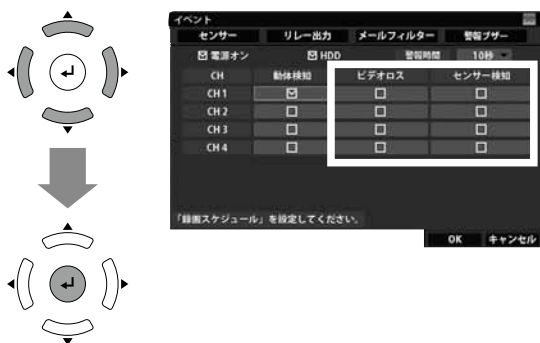 イベント
センサー リレー出力 メールフィルター 警報ブザー
電源オン HDD 警報時間 10秒
CH 動体検知 ビデオロス センサー検知
CH 1
CH 2
CH 3
CH 4
「録画スケジュール」を設定してください。
OK キャンセル